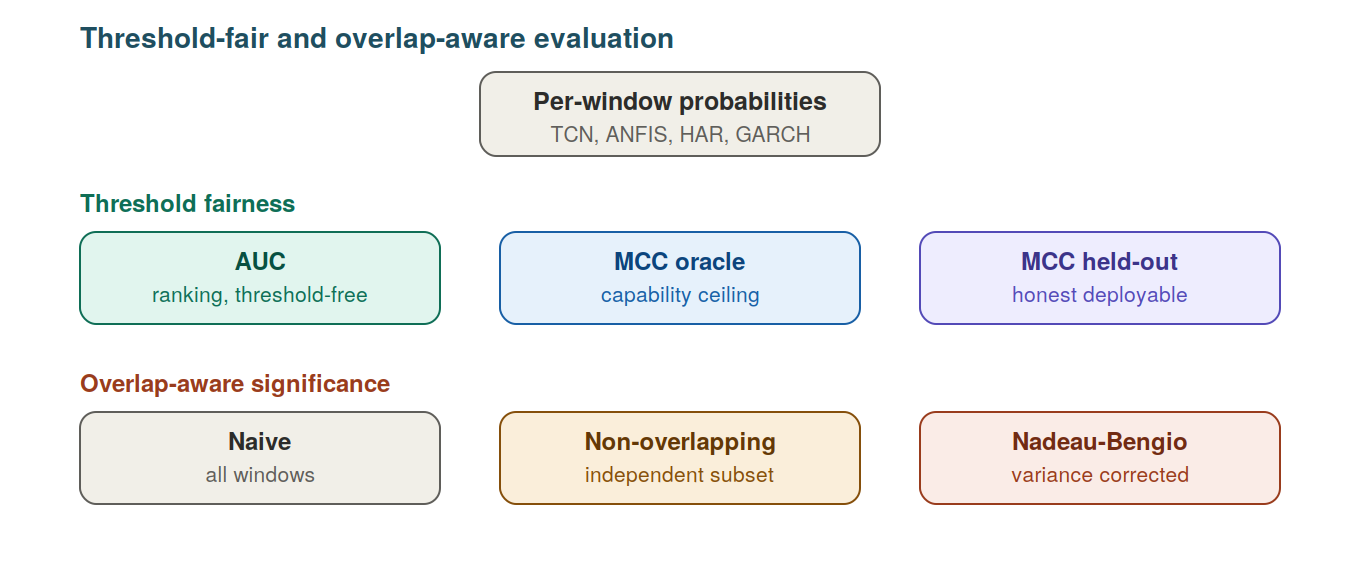 Threshold-fair and overlap-aware evaluation
Per-window probabilities
TCN, ANFIS, HAR, GARCH
Threshold fairness
AUC
ranking, threshold-free
MCC oracle
capability ceiling
MCC held-out
honest deployable
Overlap-aware significance
Naive
all windows
Non-overlapping
independent subset
Nadeau-Bengio
variance corrected